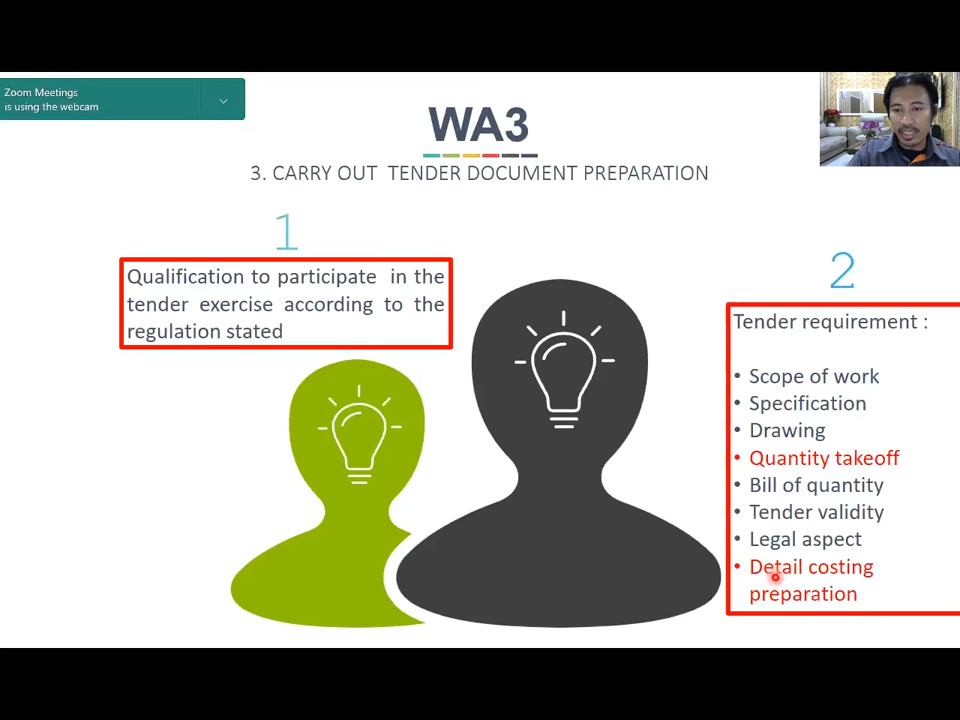 Zoom Meetings
is using the webcam
WA3
3. CARRY OUT TENDER DOCUMENT PREPARATION
1
Qualification to participate in the
tender exercise according to the
regulation stated
2
Tender requirement :
• Scope of work
• Specification
• Drawing
• Quantity takeoff
• Bill of quantity
• Tender validity
• Legal aspect
• Detail costing
preparation